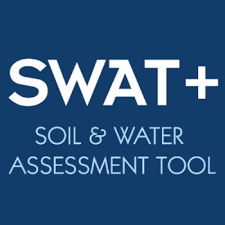 SWAT+
SOIL & WATER
ASSESSMENT TOOL